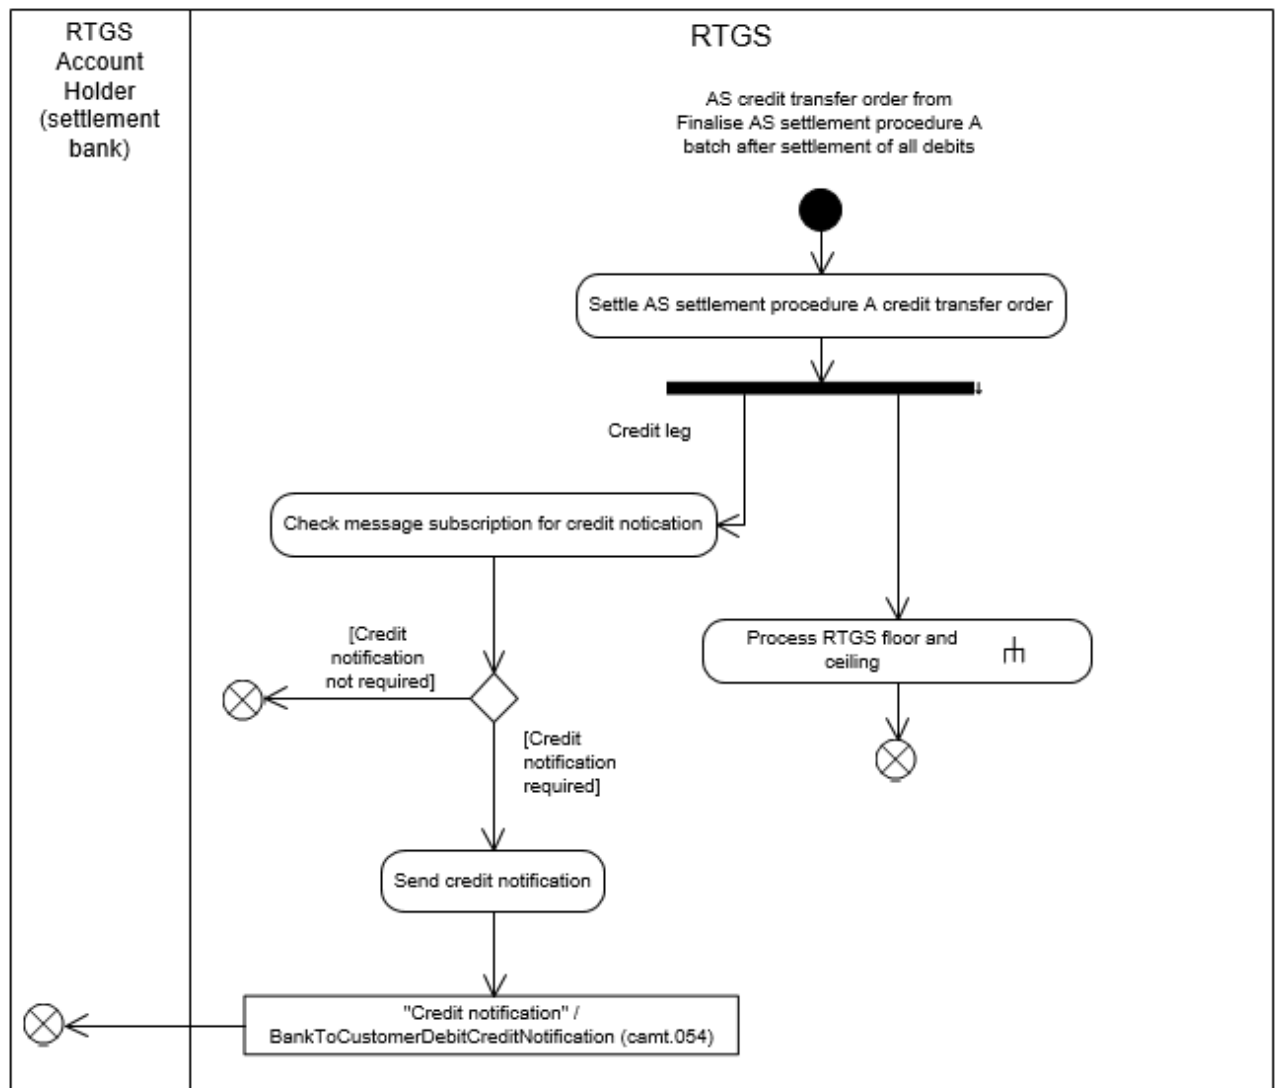 RTGS
Account
Holder
(settlement
bank)
RTGS
AS credit transfer order from
Finalise AS settlement procedure A
batch after settlement of all debits
Settle AS settlement procedure A credit transfer order
Credit leg
Check message subscription for credit notication
[Credit
notification
not required]
Process RTGS floor and
ceiling
[Credit
notification
required]
Send credit notification
"Credit notification" /
BankToCustomerDebitCreditNotification (camt.054)